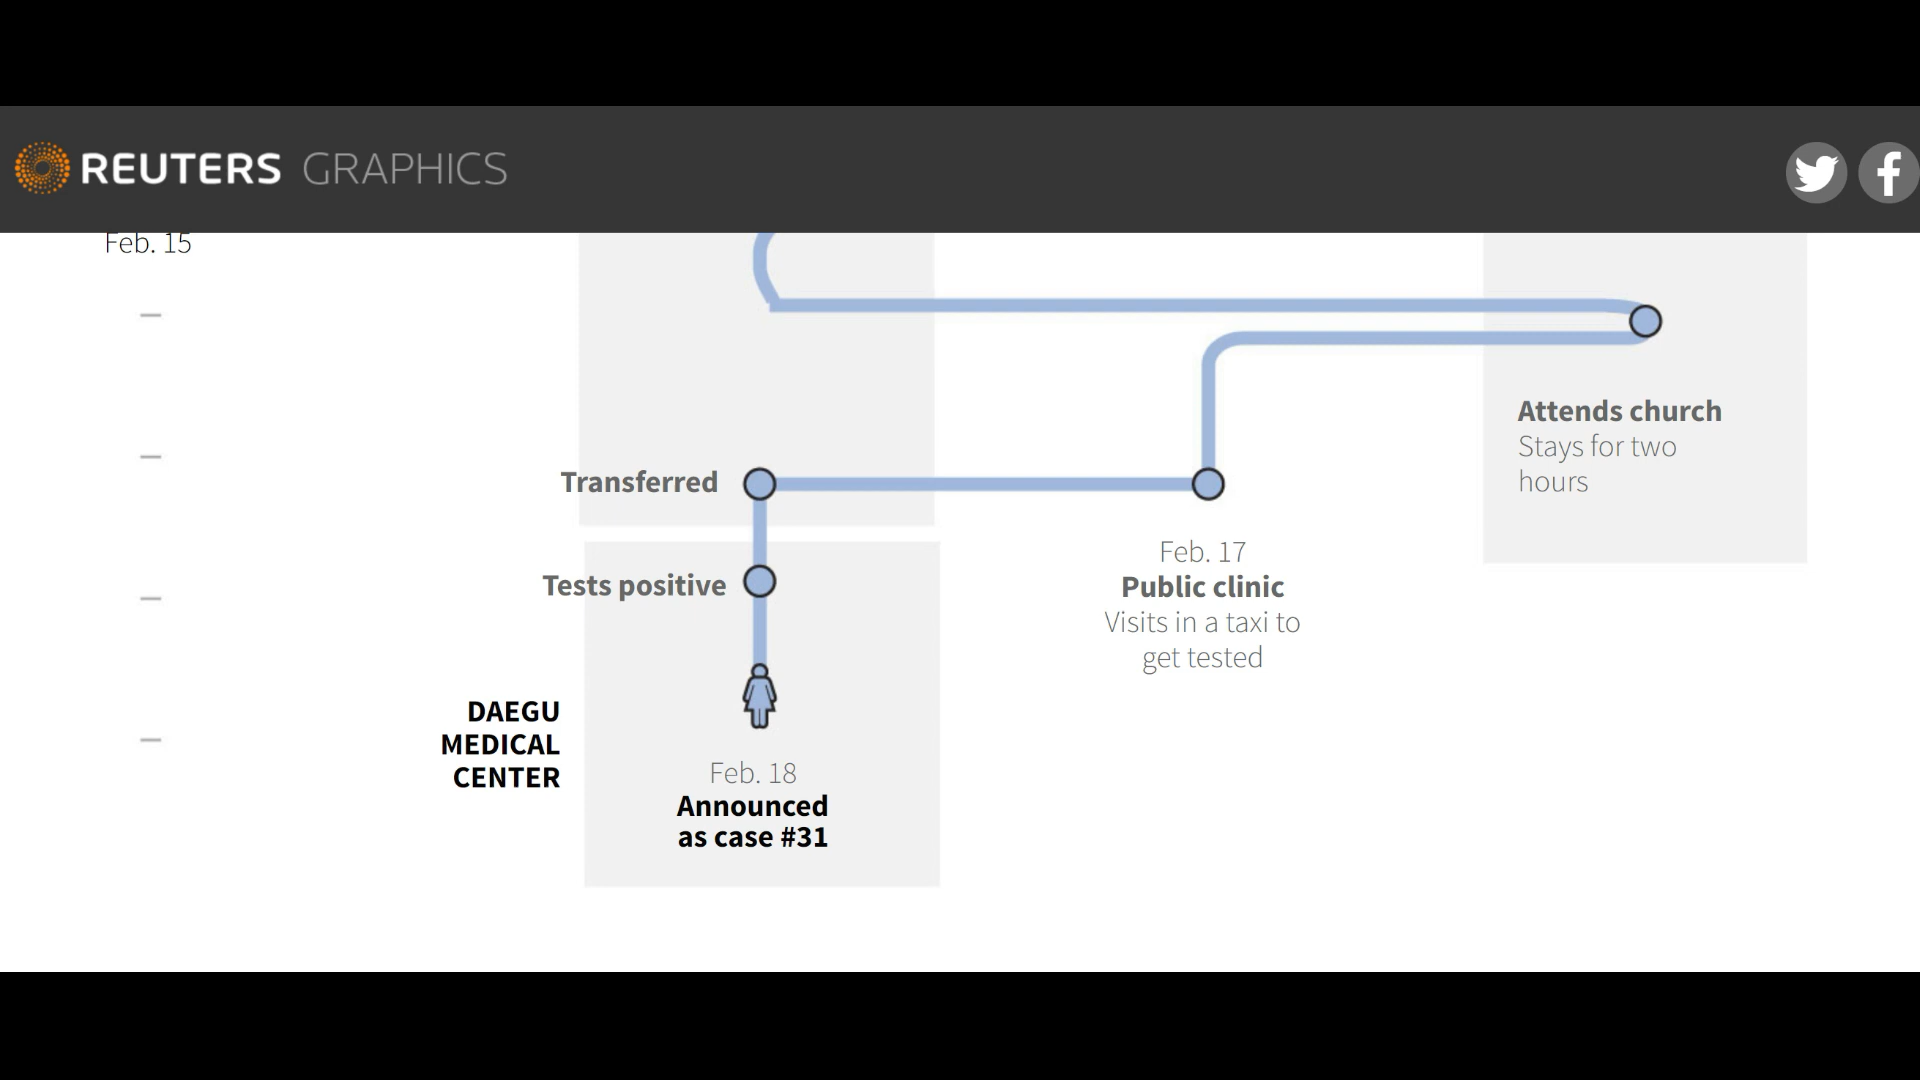 REUTERS GRAPHICS
Feb. 15
Attends church
Stays for two
hours
Transferred
Feb. 17
Public clinic
Visits in a taxi to
get tested
Tests positive
DAEGU
MEDICAL
CENTER
Feb. 18
Announced
as case #31